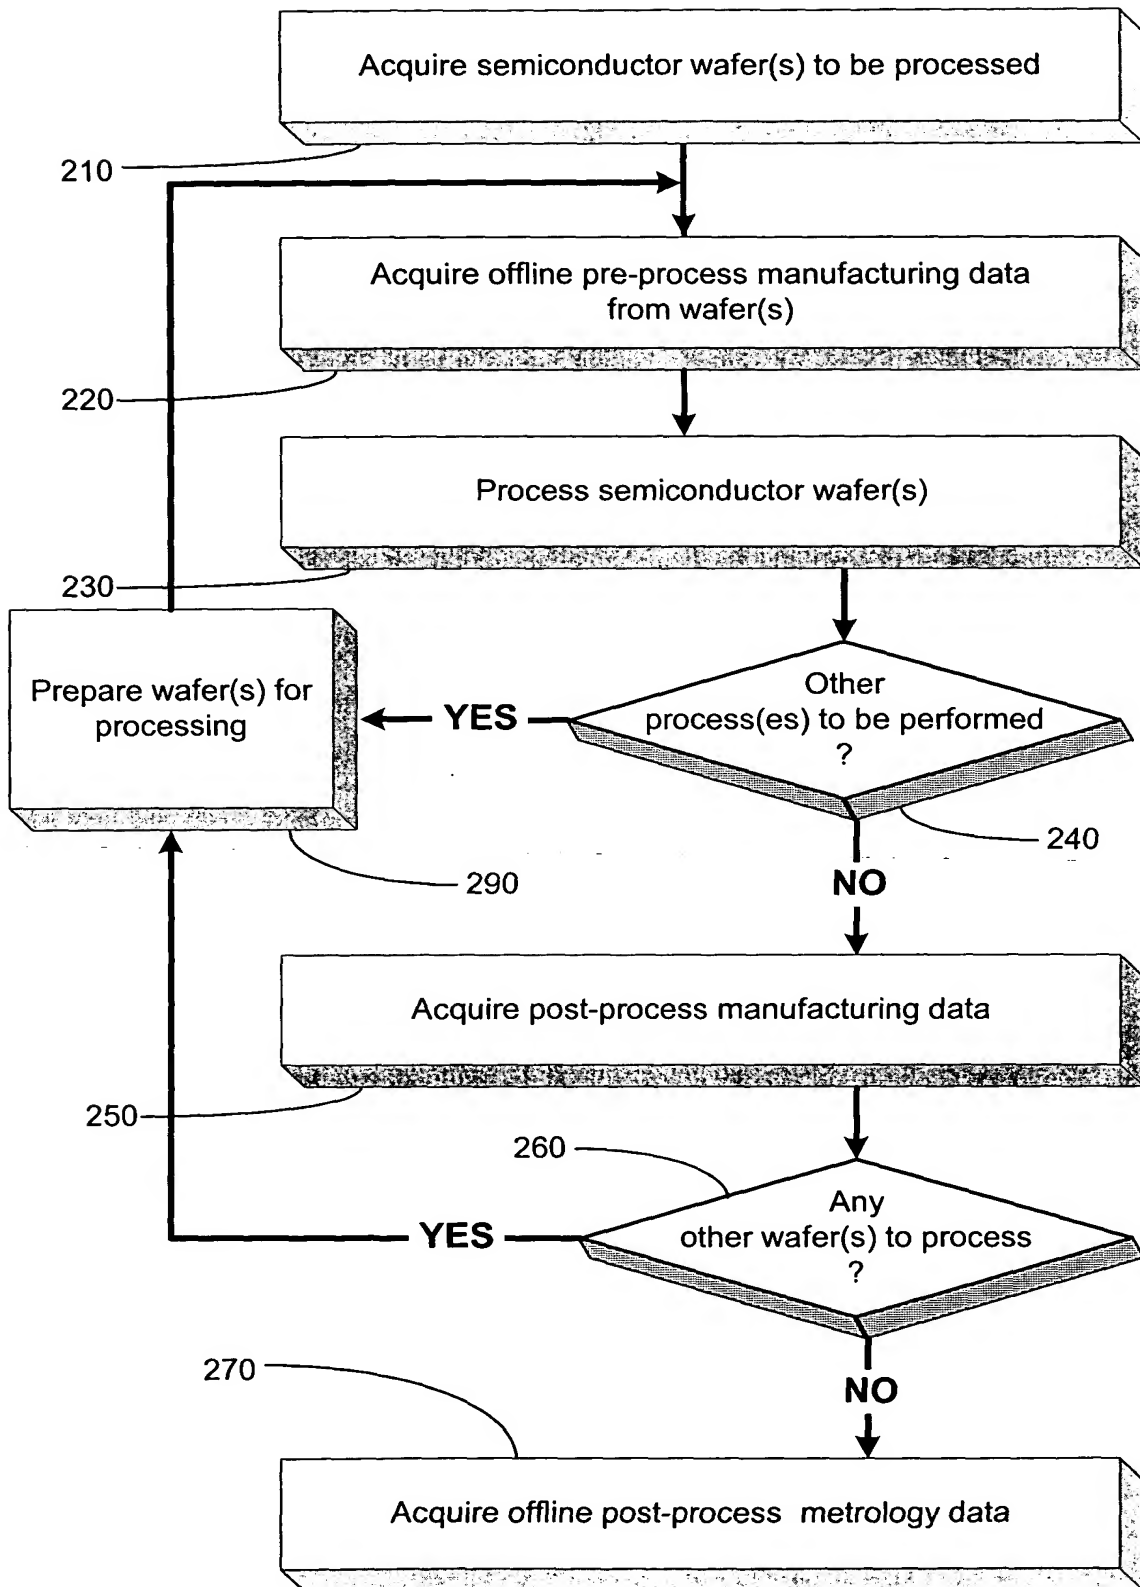 Acquire semiconductor wafer(s) to be processed
210
Acquire offline pre-process manufacturing data
from wafer(s)
220
Process semiconductor wafer(s)
230
Prepare wafer(s) for
processing
YES
Other
process(es) to be performed
?
240
290
NO
Acquire post-process manufacturing data
250
260
Any
other wafer(s) to process
?
YES
270
NO
Acquire offline post-process metrology data